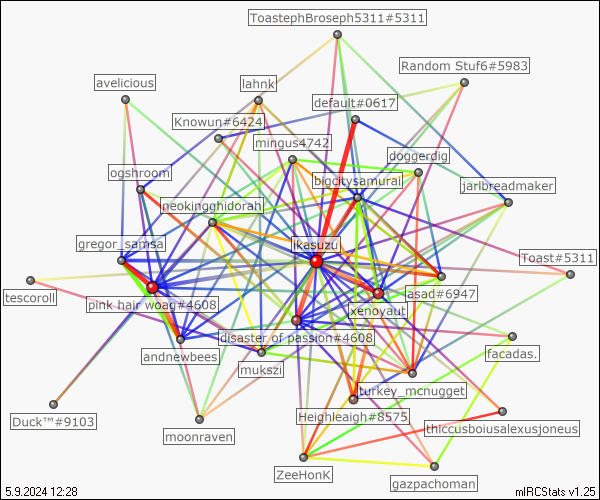 ToastephBroseph5311#5311
Random Stuf6#5983
avelicious
lahnk
default#0617
Knowun#6424
mingus4742
doggerdig
ogshroom
bigcitysamurai
jarlbreadmaker
neokingghidorah
gregor_samsa
ikasuzu
Toast#5311
tescoroll
pink hair woag#4608
asad#6947
xenoyaut
disaster of passion#4608
andnewbees
mukszi
facadas.
turkey_mcnugget
Heighleaigh#8575
Duck™#9103
moonraven
thiccusboiusalexusjoneus
ZeeHonk
gazpachoman
5.9.2024 12:28
mIRCStats v1.25